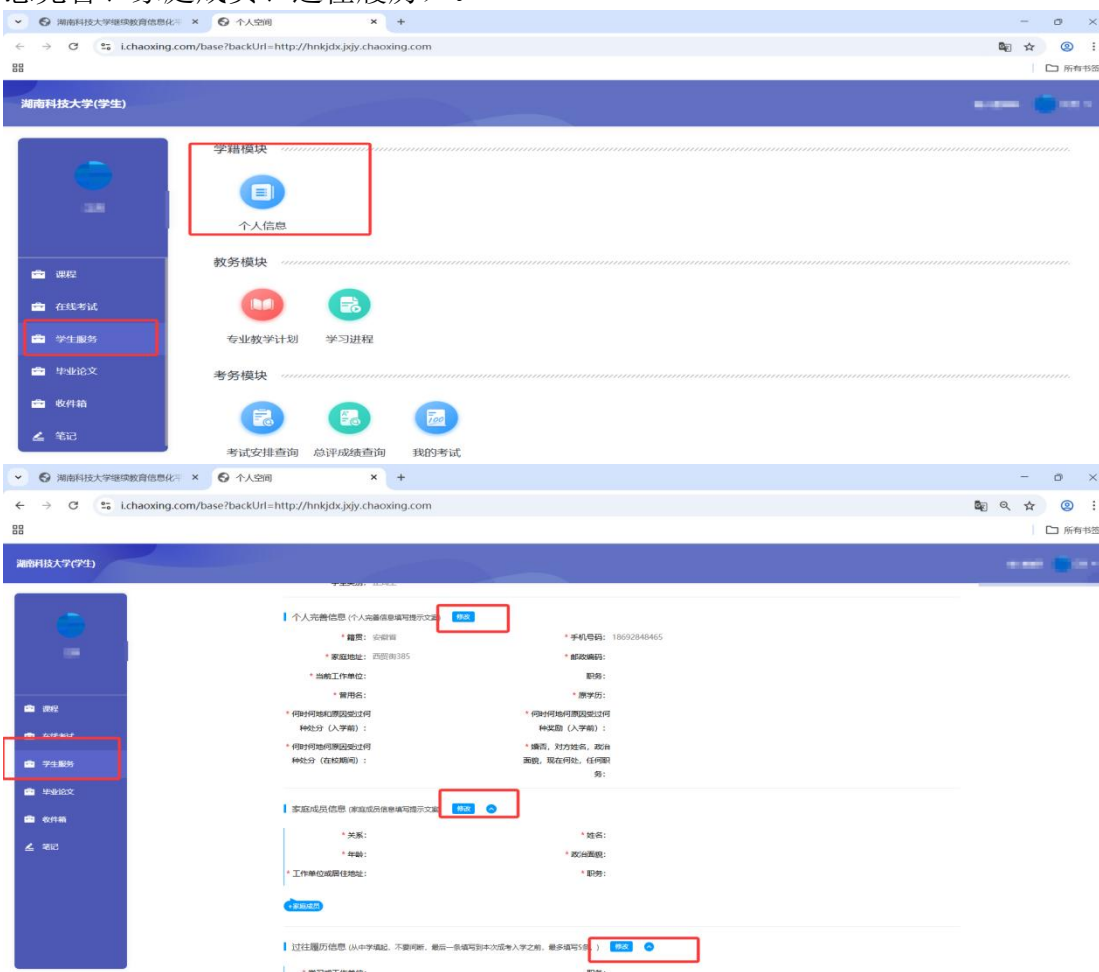 湖南科技大学继续教育信息化平 个人空间
i.chaoxing.com/base?backUrl=http://hnkjdx.jxjy.chaoxing.com
所有书签
湖南科技大学(学生)
学籍模块
个人信息
教务模块
课程
在线考试
专业教学计划 学习进程
学生服务
毕业论文
考务模块
收件箱
笔记
考试安排查询 总评成绩查询 我的考试
湖南科技大学继续教育信息化平 个人空间
i.chaoxing.com/base?backUrl=http://hnkjdx.jxjy.chaoxing.com
所有书签
湖南科技大学(学生)
个人完善信息 (个人完善信息填写提示文案) 修改
* 籍贯: 安徽省 * 手机号码: 18692848465
* 家庭地址: 西贸街385 * 邮政编码:
* 当前工作单位: 职务:
* 曾用名: * 原学历:
* 何时何地和原因受过何 * 何时何地何原因受过何
种处分（入学前）: 种奖励（入学前）:
* 何时何地何原因受过何 * 婚否，对方姓名，政治
种处分（在校期间）: 面貌，现在何处、任何职
务:
课程
在线考试
学生服务
毕业论文
收件箱
笔记
家庭成员信息 (家庭成员信息填写提示文案) 修改
* 关系: * 姓名:
* 年龄: * 政治面貌:
* 工作单位或居住地址: * 职务:
+家庭成员
过往履历信息 (从中学填起、不要间断、最后一条填写到本次成考入学之前，最多填写5条。) 修改